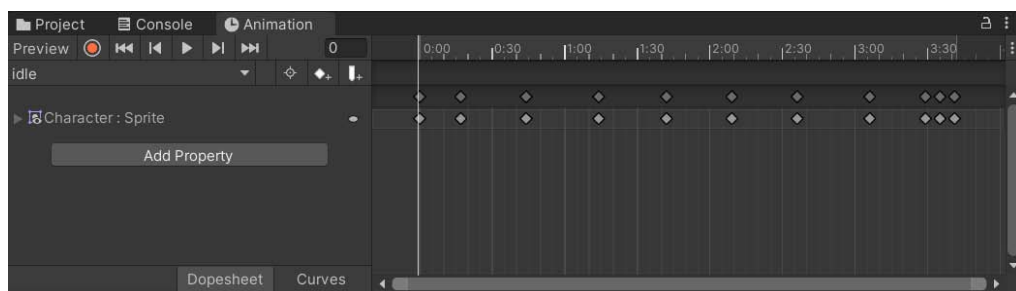 Project Console Animation
Preview 0 0:00 0:30 1:00 1:30 2:00 2:30 3:00 3:30
idle
Character : Sprite
Add Property
Dopesheet Curves